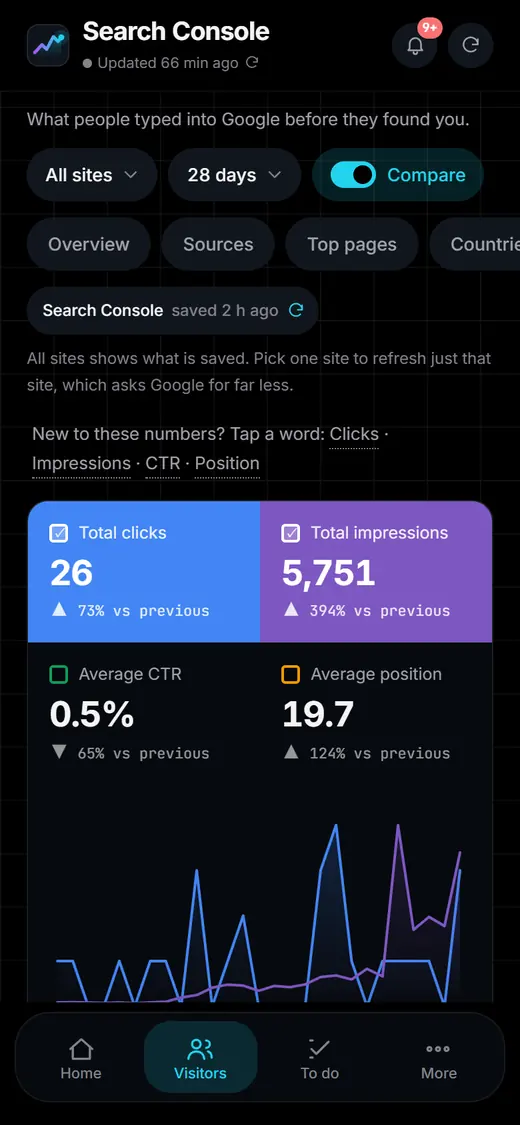 Search Console
9+
Updated 66 min ago
What people typed into Google before they found you.
All sites
28 days
Compare
Overview
Sources
Top pages
Countrie
Search Console saved 2 h ago
All sites shows what is saved. Pick one site to refresh just that
site, which asks Google for far less.
New to these numbers? Tap a word: Clicks ·
Impressions · CTR · Position
Total clicks
26
▲ 73% vs previous
Total impressions
5,751
▲ 394% vs previous
Average CTR
0.5%
▼ 65% vs previous
Average position
19.7
▲ 124% vs previous
Home
Visitors
To do
More